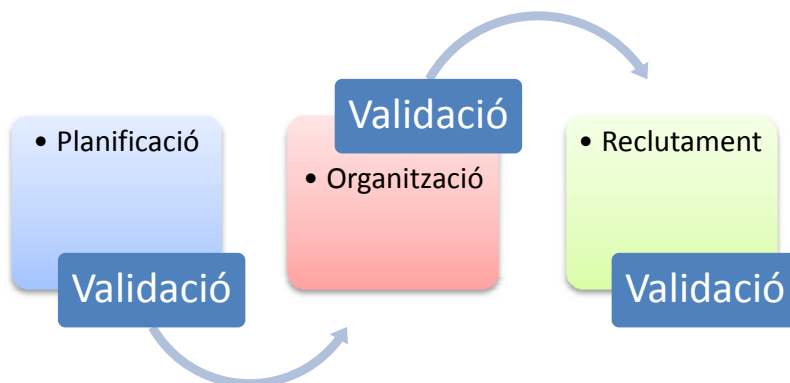 • Planificació
Validació
Validació
• Organització
• Reclutament
Validació